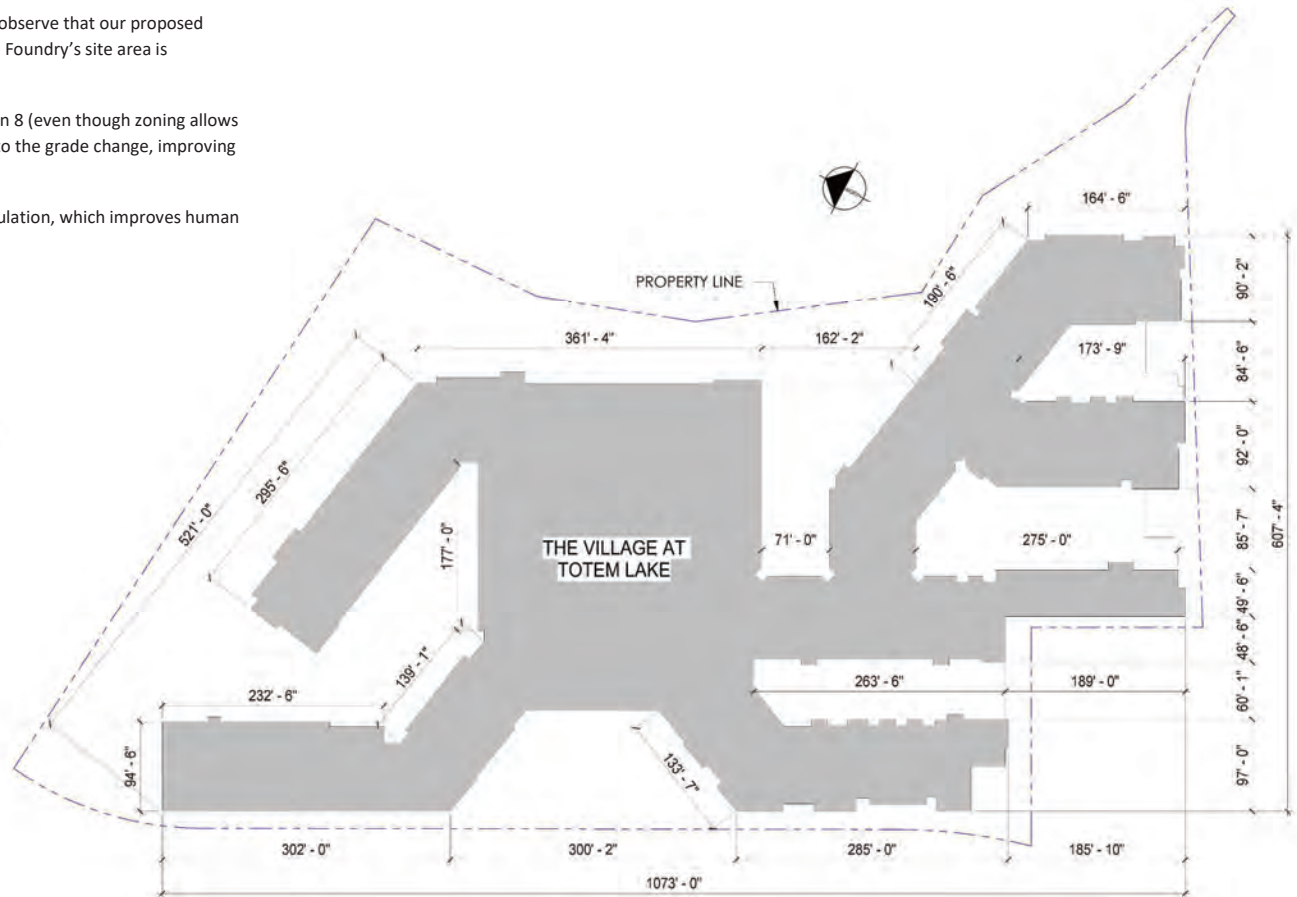 observe that our proposed
Foundry’s site area is
n 8 (even though zoning allows
to the grade change, improving
ulation, which improves human
164' - 6"
PROPERTY LINE
190' - 6"
90' - 2"
361' - 4"
162' - 2"
173' - 9"
84' - 6"
295' - 6"
521' - 0"
92' - 0"
177' - 0"
THE VILLAGE AT
TOTEM LAKE
71' - 0"
275' - 0"
85' - 7"
607' - 4"
49' - 6"
139' - 1"
48' - 6"
232' - 6"
263' - 6"
189' - 0"
60' - 1"
94' - 6"
133' - 7"
97' - 0"
302' - 0"
300' - 2"
285' - 0"
185' - 10"
1073' - 0"